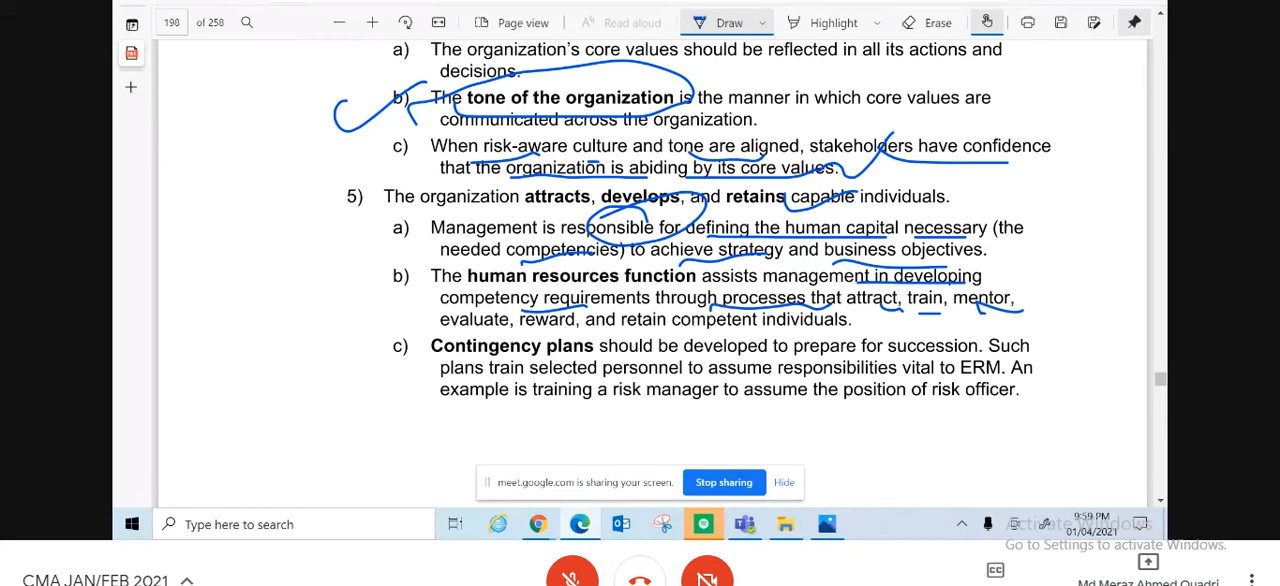 198 of 258 Page view Read aloud Draw Highlight Erase
a) The organization's core values should be reflected in all its actions and
decisions.
b) The tone of the organization is the manner in which core values are
communicated across the organization.
c) When risk-aware culture and tone are aligned, stakeholders have confidence
that the organization is abiding by its core values.
5) The organization attracts, develops, and retains capable individuals.
a) Management is responsible for defining the human capital necessary (the
needed competencies) to achieve strategy and business objectives.
b) The human resources function assists management in developing
competency requirements through processes that attract, train, mentor,
evaluate, reward, and retain competent individuals.
c) Contingency plans should be developed to prepare for succession. Such
plans train selected personnel to assume responsibilities vital to ERM. An
example is training a risk manager to assume the position of risk officer.
meet.google.com is sharing your screen. Stop sharing Hide
Type here to search
9:59 PM
01/04/2021
Activate Windows
Go to Settings to activate Windows.
CMA JAN/FEB 2021
Md Meraz Ahmed Quadri